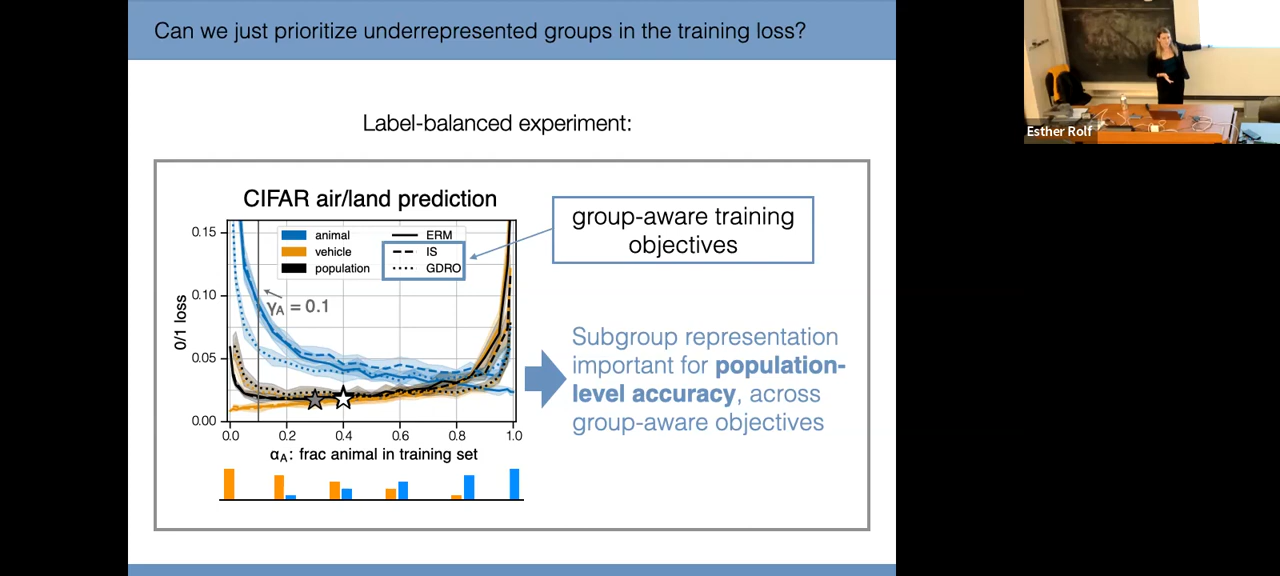 Can we just prioritize underrepresented groups in the training loss?
Label-balanced experiment:
CIFAR air/land prediction
group-aware training
objectives
animal
vehicle
population
ERM
IS
GDRO
γA = 0.1
0/1 loss
0.15
0.10
0.05
0.00
0.0 0.2 0.4 0.6 0.8 1.0
αA: frac animal in training set
Subgroup representation
important for population-
level accuracy, across
group-aware objectives
Esther Rolf